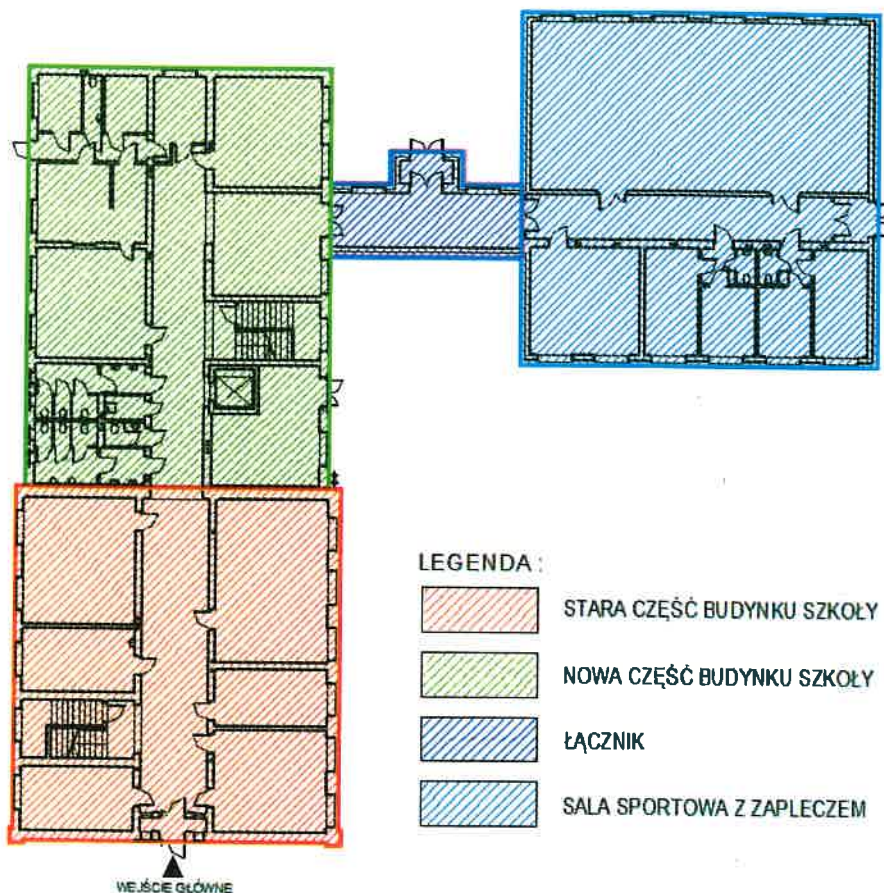 LEGENDA :
STARA CZĘŚĆ BUDYNKU SZKOŁY
NOWA CZĘŚĆ BUDYNKU SZKOŁY
ŁĄCZNIK
SALA SPORTOWA Z ZAPLECZEM
WEJŚCIE GŁÓWNE